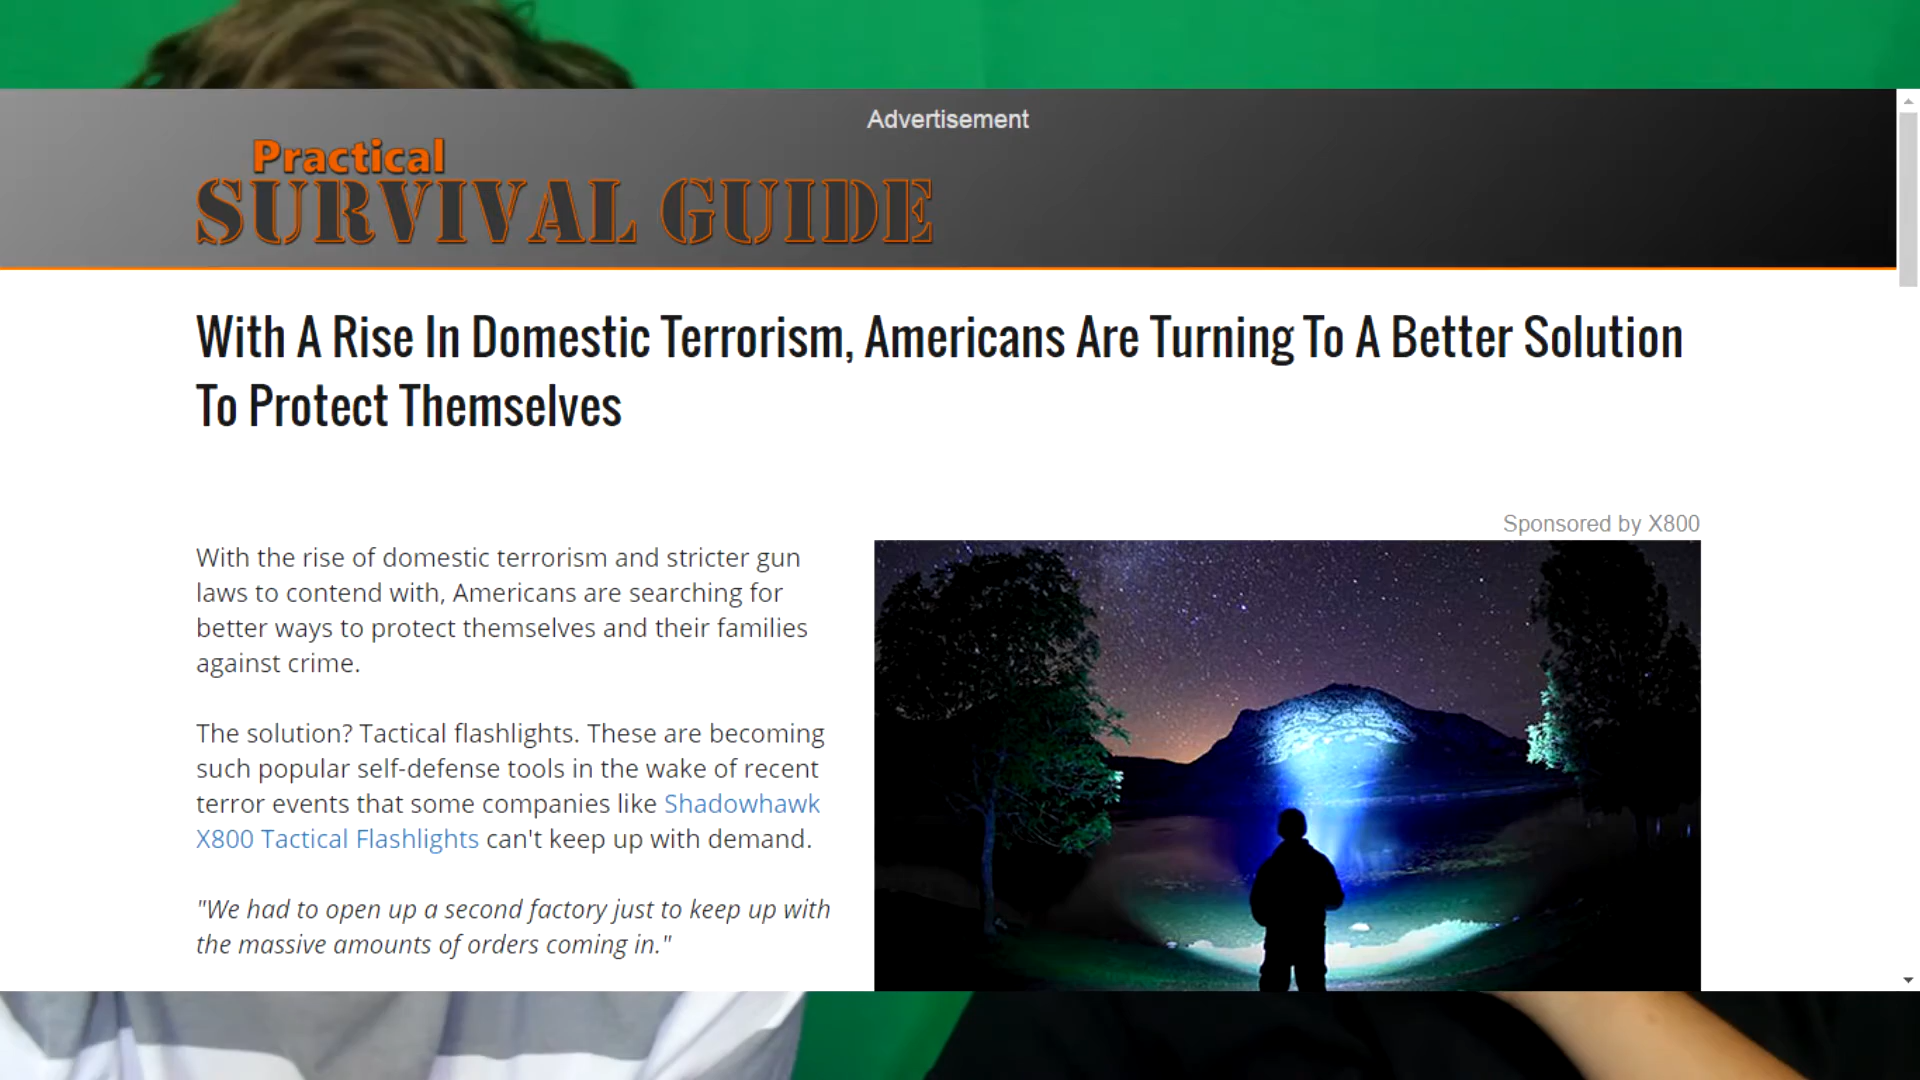 Advertisement
Practical
SURVIVAL GUIDE
With A Rise In Domestic Terrorism, Americans Are Turning To A Better Solution
To Protect Themselves
Sponsored by X800
With the rise of domestic terrorism and stricter gun
laws to contend with, Americans are searching for
better ways to protect themselves and their families
against crime.
The solution? Tactical flashlights. These are becoming
such popular self-defense tools in the wake of recent
terror events that some companies like Shadowhawk
X800 Tactical Flashlights can't keep up with demand.
"We had to open up a second factory just to keep up with
the massive amounts of orders coming in."